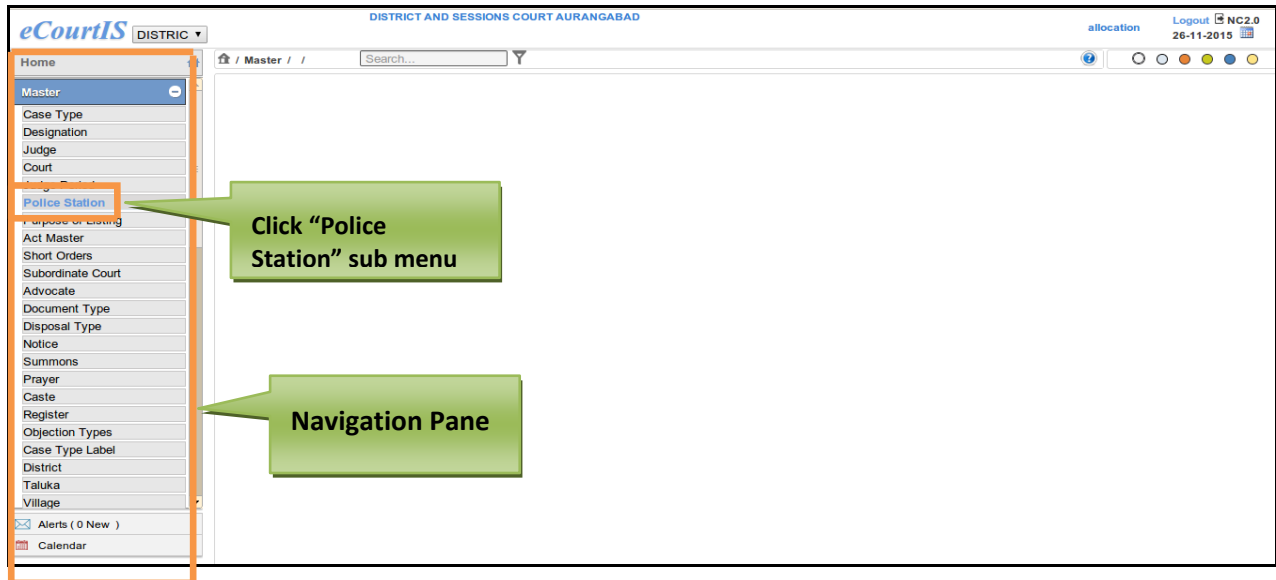 eCourtIS DISTRIC
DISTRICT AND SESSIONS COURT AURANGABAD
allocation
Logout NC2.0
26-11-2015
Home
/ Master / /
Search...
Master
Case Type
Designation
Judge
Court
Police Station
Purpose of Listing
Act Master
Short Orders
Subordinate Court
Advocate
Document Type
Disposal Type
Notice
Summons
Prayer
Caste
Register
Objection Types
Case Type Label
District
Taluka
Village
Alerts ( 0 New )
Calendar
Click “Police
Station” sub menu
Navigation Pane